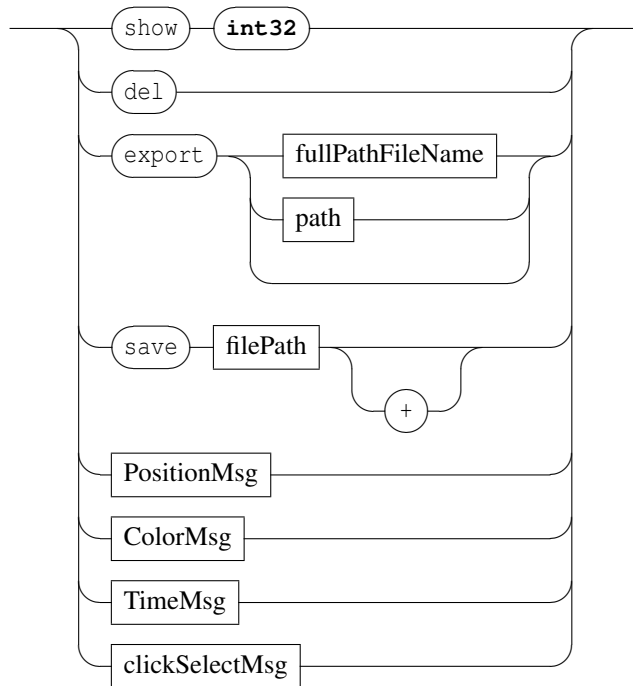 show int32
del
export fullPathFileName
path
save filePath
+
PositionMsg
ColorMsg
TimeMsg
clickSelectMsg